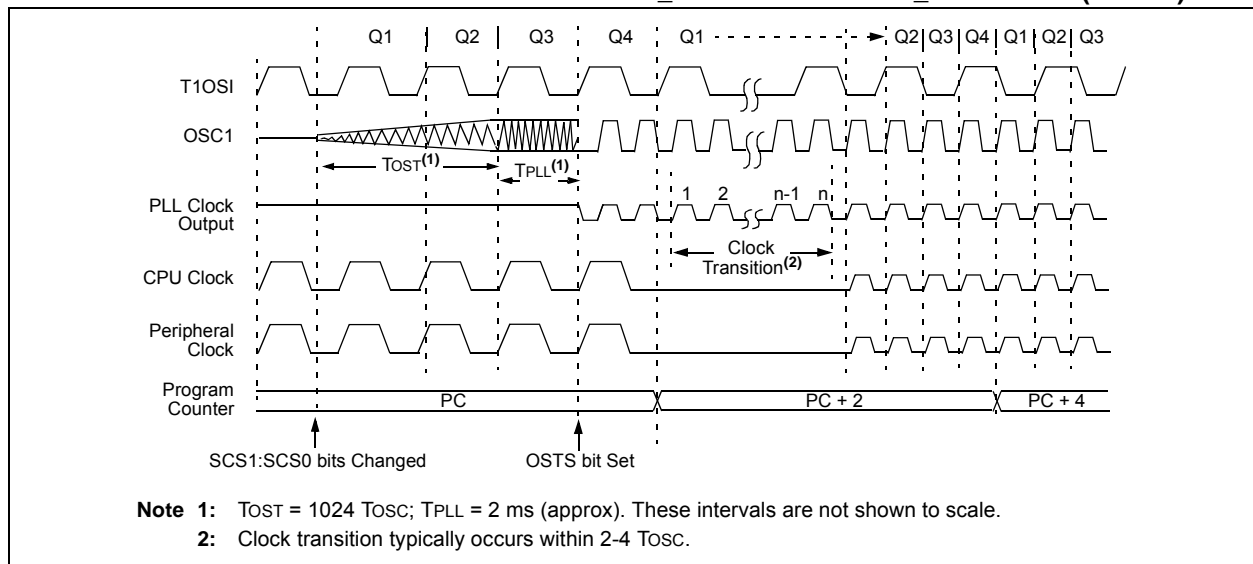 Q1 Q2 Q3 Q4 Q1 Q2 Q3 Q4 Q1 Q2 Q3
T1OSI
OSC1
TOST(1)
TPLL(1)
1 2 n-1 n
PLL Clock
Output
Clock
Transition(2)
CPU Clock
Peripheral
Clock
Program
Counter
PC PC + 2 PC + 4
SCS1:SCS0 bits Changed OSTS bit Set
Note 1: TOST = 1024 TOSC; TPLL = 2 ms (approx). These intervals are not shown to scale.
2: Clock transition typically occurs within 2-4 TOSC.